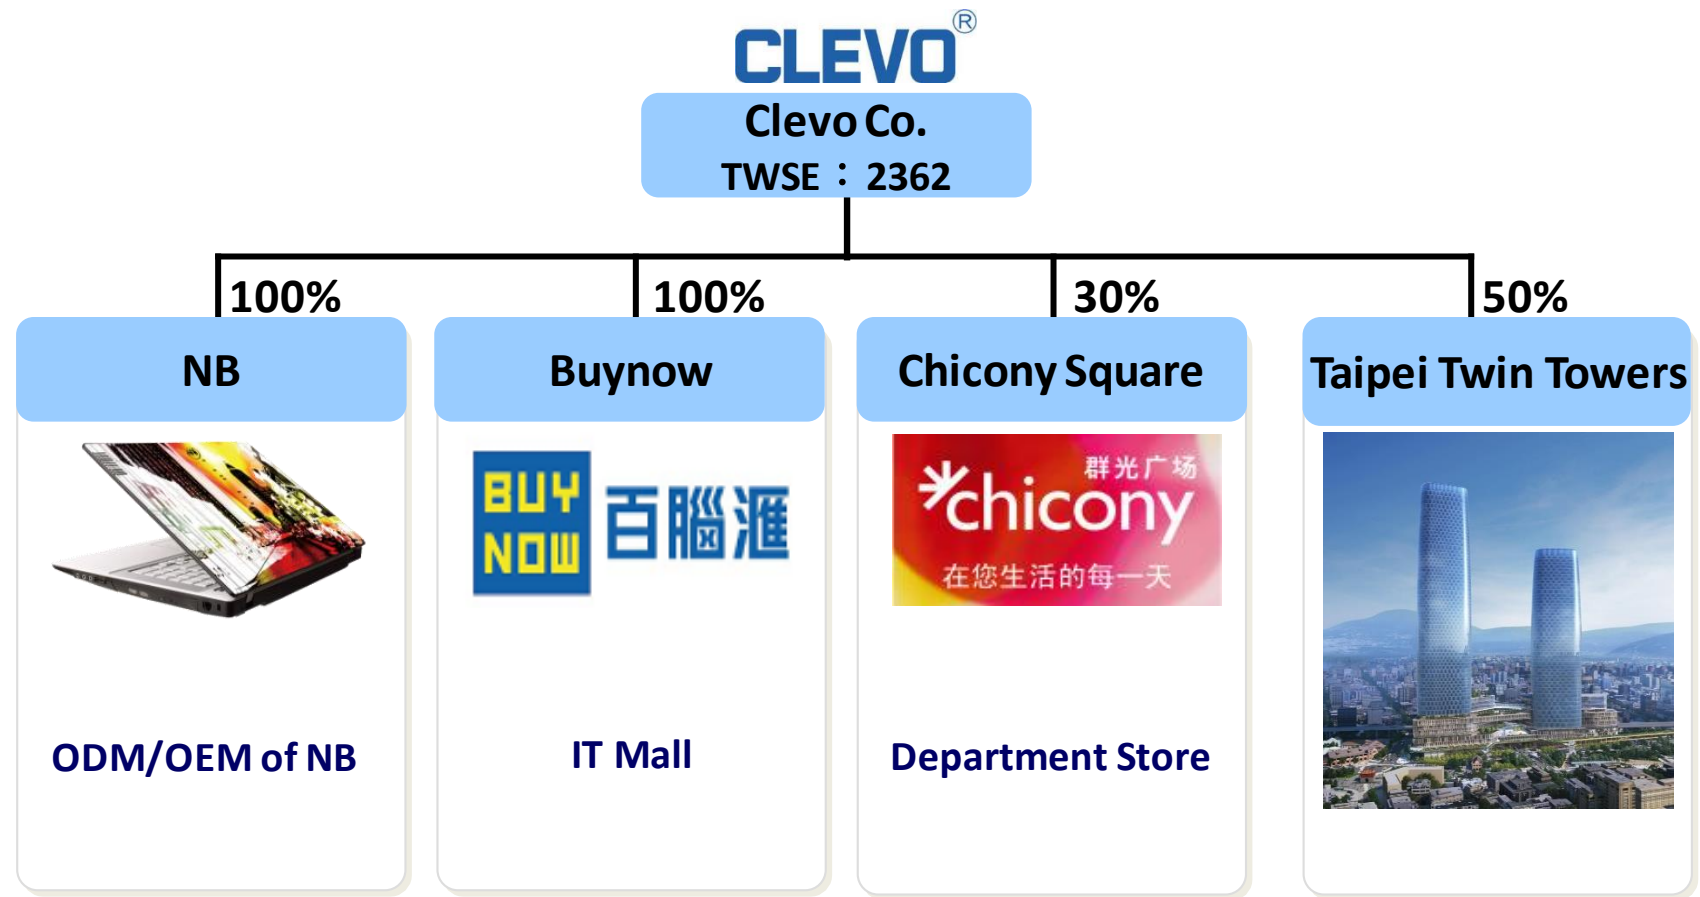 CLEVO®
Clevo Co.
TWSE：2362
100%
100%
30%
50%
NB
Buynow
Chicony Square
Taipei Twin Towers
BUY
NOW
百腦滙
群光广场
chicony
在您生活的每一天
ODM/OEM of NB
IT Mall
Department Store